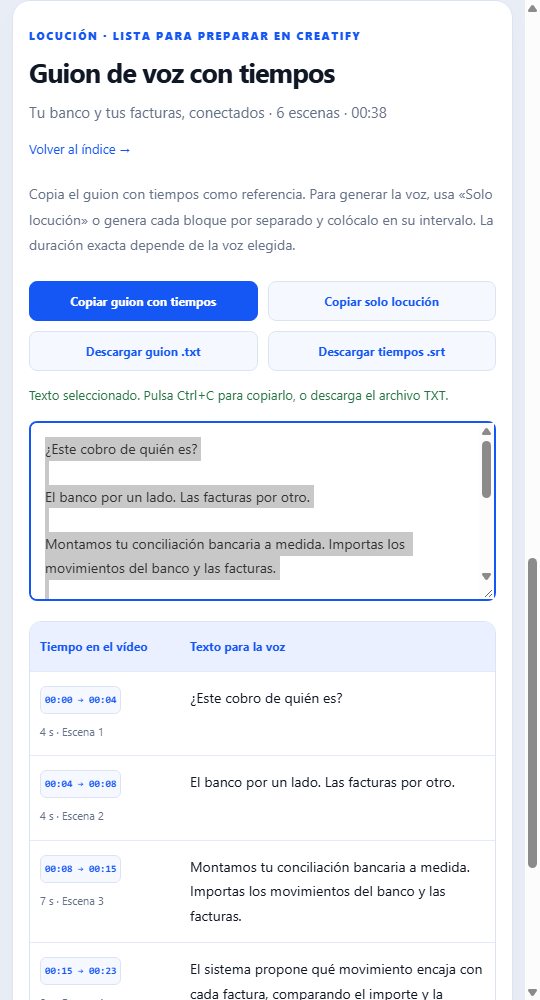 LOCUCIÓN · LISTA PARA PREPARAR EN CREATIFY
Guion de voz con tiempos
Tu banco y tus facturas, conectados · 6 escenas · 00:38
Volver al índice →
Copia el guion con tiempos como referencia. Para generar la voz, usa «Solo
locución» o genera cada bloque por separado y colócalo en su intervalo. La
duración exacta depende de la voz elegida.
Copiar guion con tiempos
Copiar solo locución
Descargar guion .txt
Descargar tiempos .srt
Texto seleccionado. Pulsa Ctrl+C para copiarlo, o descarga el archivo TXT.
¿Este cobro de quién es?
El banco por un lado. Las facturas por otro.
Montamos tu conciliación bancaria a medida. Importas los
movimientos del banco y las facturas.
Tiempo en el vídeo
Texto para la voz
00:00 → 00:04
4 s · Escena 1
¿Este cobro de quién es?
00:04 → 00:08
4 s · Escena 2
El banco por un lado. Las facturas por otro.
00:08 → 00:15
7 s · Escena 3
Montamos tu conciliación bancaria a medida.
Importas los movimientos del banco y las
facturas.
00:15 → 00:23
El sistema propone qué movimiento encaja con
cada factura, comparando el importe y la